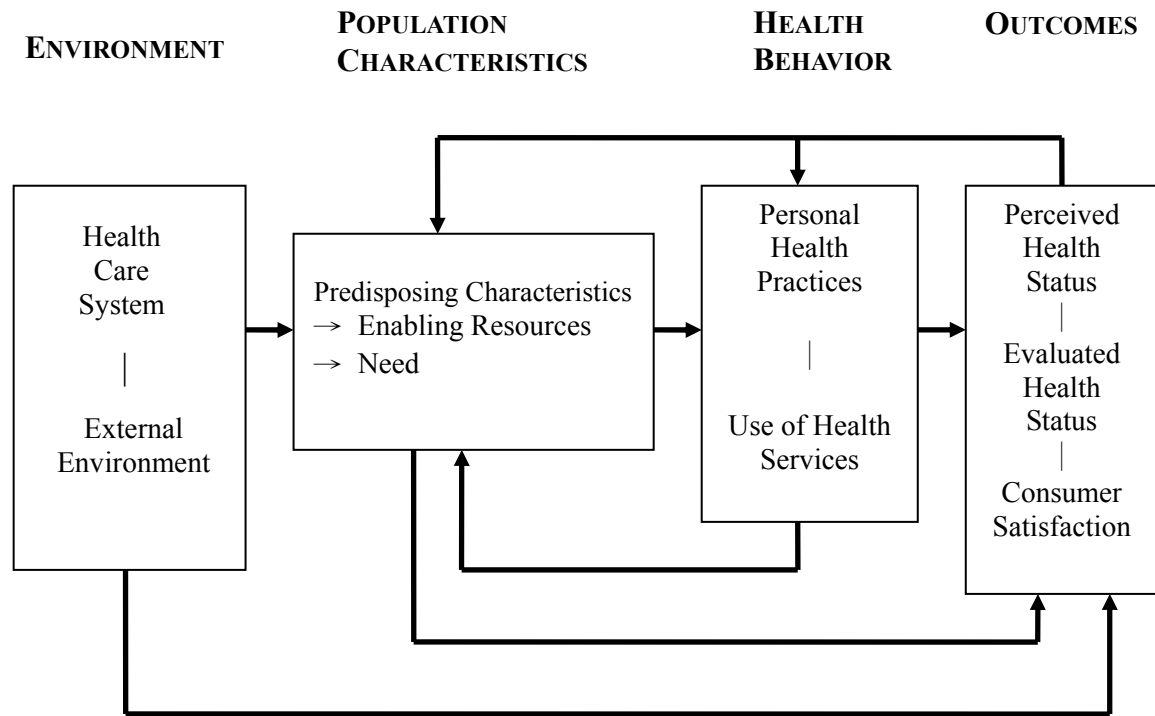 ENVIRONMENT
POPULATION
CHARACTERISTICS
HEALTH
BEHAVIOR
OUTCOMES
Health
Care
System
|
External
Environment
Predisposing Characteristics
→ Enabling Resources
→ Need
Personal
Health
Practices
|
Use of Health
Services
Perceived
Health
Status
|
Evaluated
Health
Status
|
Consumer
Satisfaction